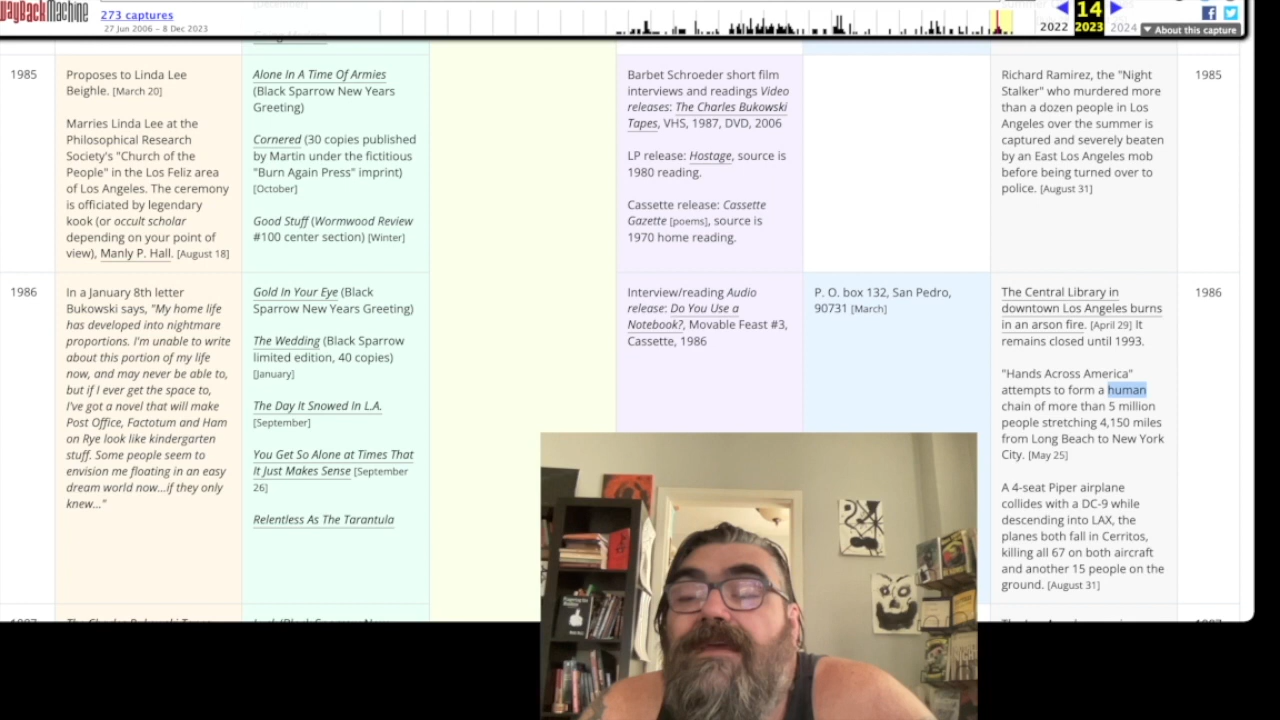 WayBackMachine
273 captures
27 Jun 2006 – 8 Dec 2023
14
2022 2023 2024
About this capture
1985
Proposes to Linda Lee
Beighle. [March 20]
Marries Linda Lee at the
Philosophical Research
Society's "Church of the
People" in the Los Feliz area
of Los Angeles. The ceremony
is officiated by legendary
kook (or occult scholar
depending on your point of
view), Manly P. Hall. [August 18]
Alone In A Time Of Armies
(Black Sparrow New Years
Greeting)
Cornered (30 copies published
by Martin under the fictitious
"Burn Again Press" imprint)
[October]
Good Stuff (Wormwood Review
#100 center section) [Winter]
Barbet Schroeder short film
interviews and readings Video
releases: The Charles Bukowski
Tapes, VHS, 1987, DVD, 2006
LP release: Hostage, source is
1980 reading.
Cassette release: Cassette
Gazette [poems], source is
1970 home reading.
Richard Ramirez, the "Night
Stalker" who murdered more
than a dozen people in Los
Angeles over the summer is
captured and severely beaten
by an East Los Angeles mob
before being turned over to
police. [August 31]
1985
1986
In a January 8th letter
Bukowski says, "My home life
has developed into nightmare
proportions. I'm unable to write
about this portion of my life
now, and may never be able to,
but if I ever get the space to,
I've got a novel that will make
Post Office, Factotum and Ham
on Rye look like kindergarten
stuff. Some people seem to
envision me floating in an easy
dream world now...if they only
knew..."
Gold In Your Eye (Black
Sparrow New Years Greeting)
The Wedding (Black Sparrow
limited edition, 40 copies)
[January]
The Day It Snowed In L.A.
[September]
You Get So Alone at Times That
It Just Makes Sense [September
26]
Relentless As The Tarantula
Interview/reading Audio
release: Do You Use a
Notebook?, Movable Feast #3,
Cassette, 1986
P. O. box 132, San Pedro,
90731 [March]
The Central Library in
downtown Los Angeles burns
in an arson fire. [April 29] It
remains closed until 1993.
"Hands Across America"
attempts to form a human
chain of more than 5 million
people stretching 4,150 miles
from Long Beach to New York
City. [May 25]
A 4-seat Piper airplane
collides with a DC-9 while
descending into LAX, the
planes both fall in Cerritos,
killing all 67 on both aircraft
and another 15 people on the
ground. [August 31]
1986